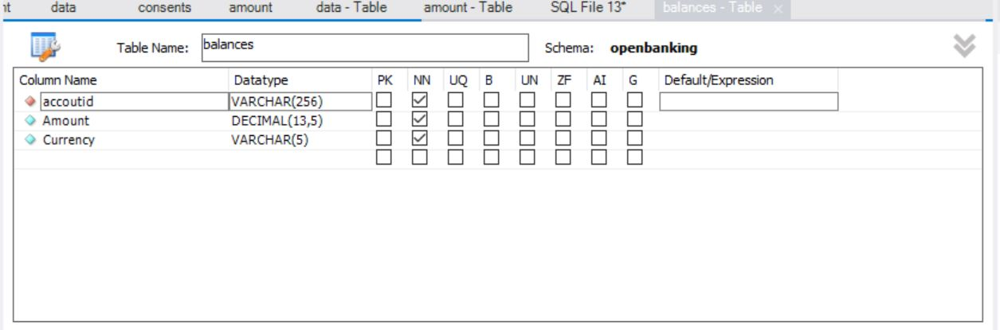 nt data consents amount data - Table amount - Table SQL File 13* balances - Table ×
Table Name: balances Schema: openbanking
Column Name Datatype PK NN UQ B UN ZF AI G Default/Expression
accoutid VARCHAR(256)
Amount DECIMAL(13,5)
Currency VARCHAR(5)